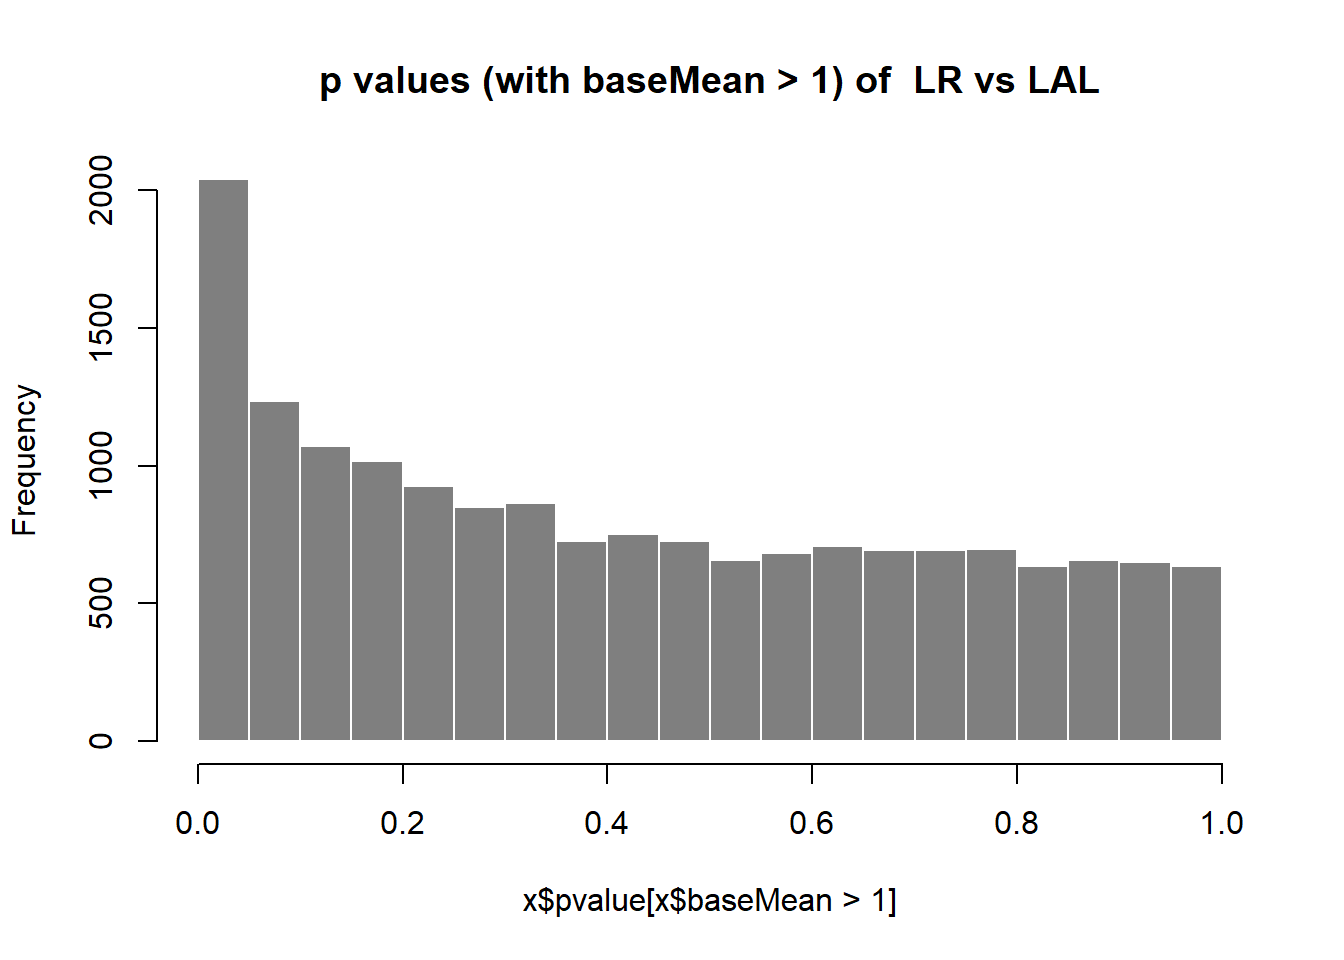 p values (with baseMean > 1) of  LR vs LAL
Frequency
2000
1500
1000
500
0
0.0 0.2 0.4 0.6 0.8 1.0
x$pvalue[x$baseMean > 1]